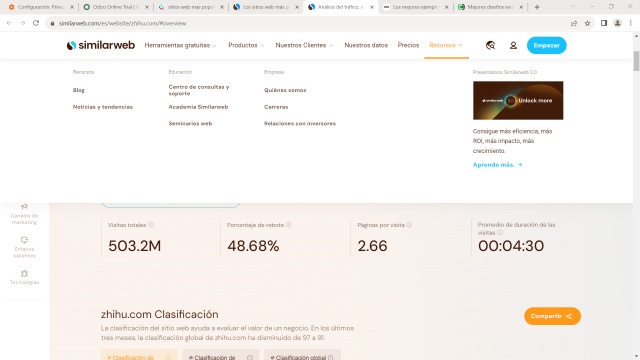 Configuración: Privac
Odoo Online Trial | O
sitios web mas popul
Los sitios web más p
Análisis del tráfico, e
Los mejores ejemplo
Mejores diseños web
similarweb.com/es/website/zhihu.com/#overview
similarweb
Herramientas gratuitas
Productos
Nuestros Clientes
Nuestros datos
Precios
Recursos
Empezar
Recursos
Blog
Noticias y tendencias
Educación
Centro de consultas y
soporte
Academia Similarweb
Seminarios web
Empresa
Quiénes somos
Carreras
Relaciones con inversores
Presentamos Similarweb 3.0
similarweb 3.0 Unlock more
Consigue más eficiencia, más
ROI, más impacto, más
crecimiento.
Aprende más.
Canales de
marketing
Enlaces
salientes
Tecnologías
Visitas totales
503.2M
Porcentaje de rebote
48.68%
Páginas por visita
2.66
Promedio de duración de las
visitas
00:04:30
zhihu.com Clasificación
La clasificación del sitio web ayuda a evaluar el valor de un negocio. En los últimos
tres meses, la clasificación global de zhihu.com ha disminuido de 97 a 91.
Compartir
Clasificación de
Clasificación de
Clasificación global